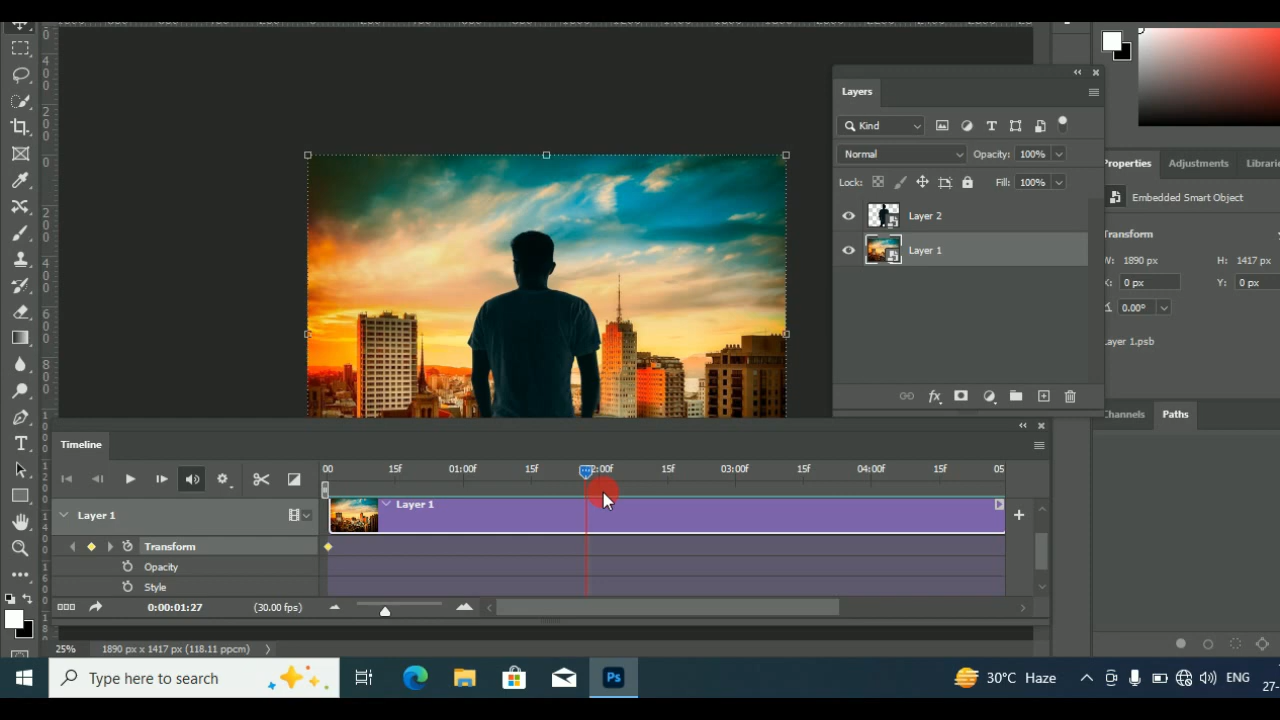 Layers
Kind
Normal
Opacity: 100%
Lock:
Fill: 100%
Layer 2
Layer 1
Properties
Adjustments
Embedded Smart Object
Transform
W: 1890 px
H: 1417 px
X: 0 px
Y: 0 px
0.00°
Layer 1.psb
Channels
Paths
Timeline
00 15f 01:00f 15f 2:00f 15f 03:00f 15f 04:00f 15f 05
Layer 1
Layer 1
Transform
Opacity
Style
0:00:01:27
(30.00 fps)
25%
1890 px x 1417 px (118.11 ppcm)
Type here to search
Ps
30°C Haze
ENG
27-